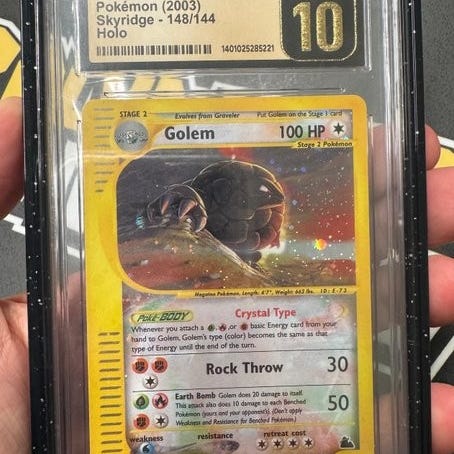 Pokémon (2003)
Skyridge - 148/144
Holo
1401025285221
10
STAGE 2
Evolves from Graveler
Put Golem on the Stage 1 card
Golem 100 HP
Stage 2 Pokémon
Megaton Pokémon, Length: 4'7", Weight: 662 lbs. ID: E-73
Poké-BODY Crystal Type
Whenever you attach a , , or basic Energy card from your
hand to Golem, Golem's type (color) becomes the same as that
type of Energy until the end of the turn.
Rock Throw 30
Earth Bomb Golem does 20 damage to itself.
This attack also does 10 damage to each Benched
Pokémon (yours and your opponent's). (Don't apply
Weakness and Resistance for Benched Pokémon.)
50
weakness resistance retreat cost